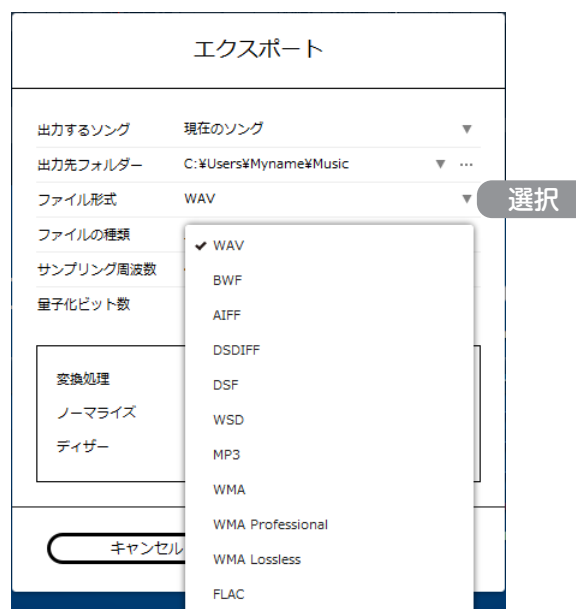 エクスポート
出力するソング 現在のソング ▼
出力先フォルダー C:¥Users¥Myname¥Music ▼ …
ファイル形式 WAV ▼ 選択
ファイルの種類
サンプリング周波数
量子化ビット数
✔ WAV
BWF
AIFF
DSDIFF
DSF
WSD
MP3
WMA
WMA Professional
WMA Lossless
FLAC
変換処理
ノーマライズ
ディザー
キャンセル